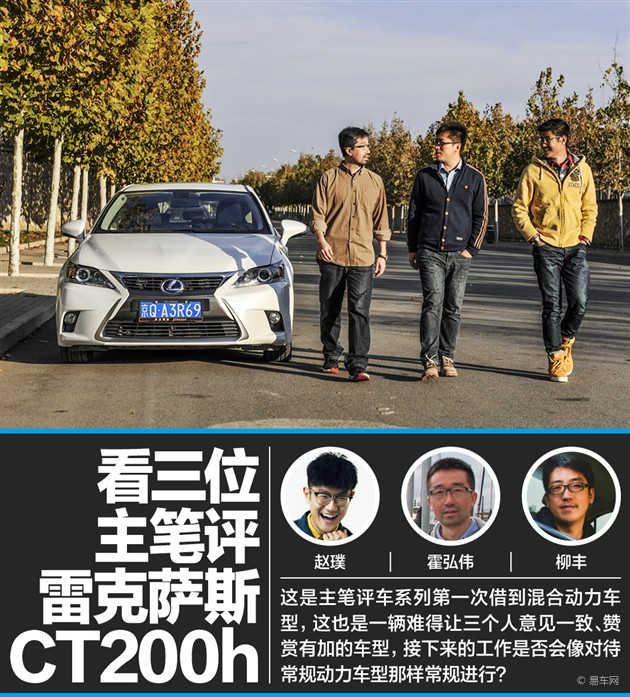 京Q·A3R69
看三位
主笔评
雷克萨斯
CT200h
赵璞 | 霍弘伟 | 柳丰
这是主笔评车系列第一次借到混合动力车
型，这也是一辆难得让三个人意见一致、赞
赏有加的车型，接下来的工作是否会像对待
常规动力车型那样常规进行？
© 易车网